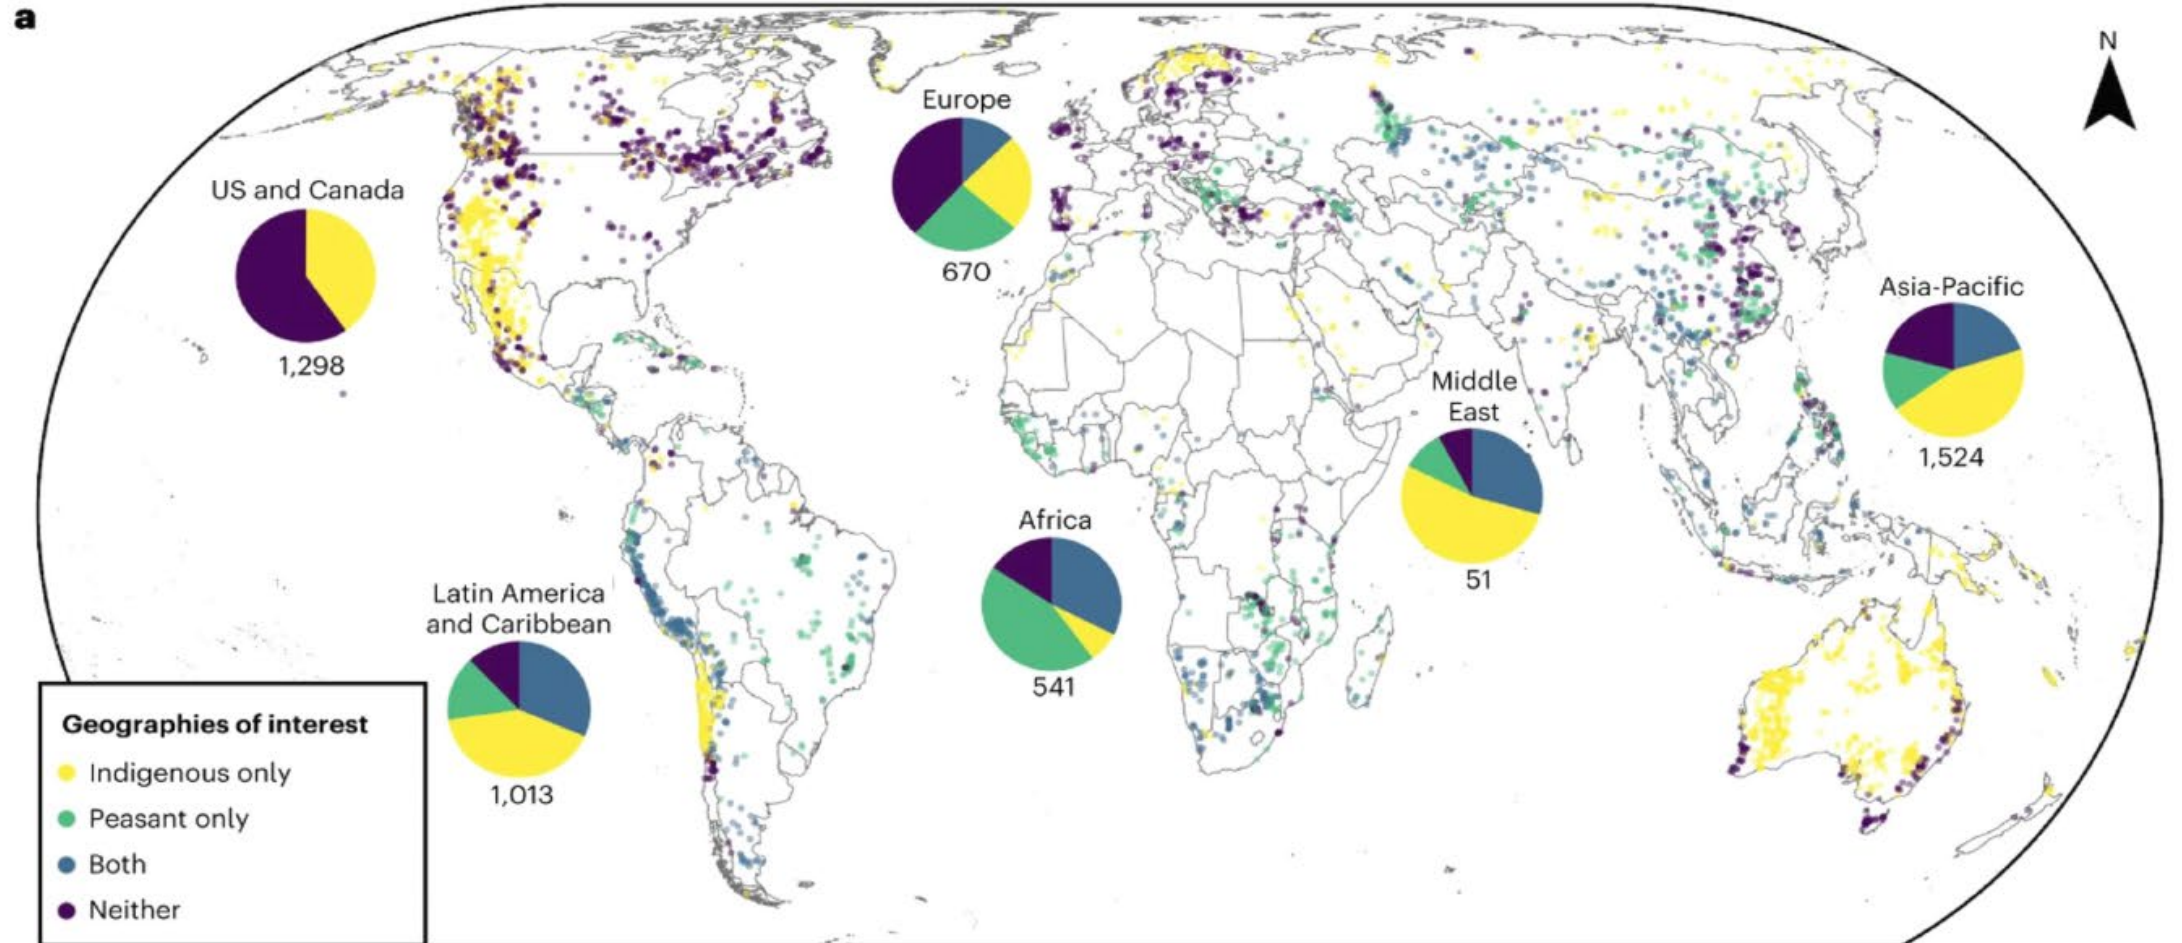 a
N
Europe
670
US and Canada
1,298
Asia-Pacific
1,524
Middle
East
51
Africa
541
Latin America
and Caribbean
1,013
Geographies of interest
Indigenous only
Peasant only
Both
Neither